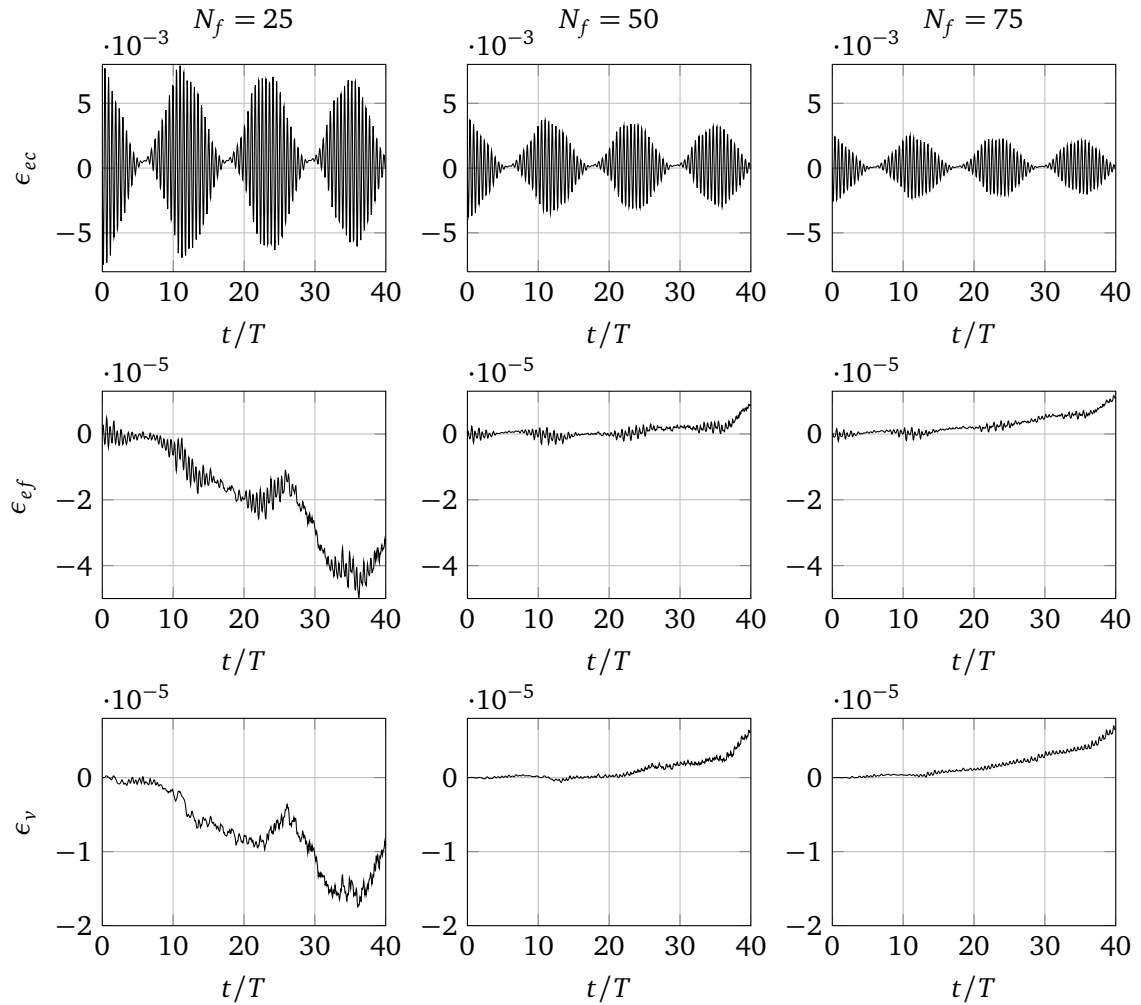 N_f = 25 N_f = 50 N_f = 75
·10⁻³ ·10⁻³ ·10⁻³
5 5 5
ϵ_ec 0 0 0
−5 −5 −5
0 10 20 30 40 0 10 20 30 40 0 10 20 30 40
t/T t/T t/T
·10⁻⁵ ·10⁻⁵ ·10⁻⁵
0 0 0
ϵ_ef −2 −2 −2
−4 −4 −4
0 10 20 30 40 0 10 20 30 40 0 10 20 30 40
t/T t/T t/T
·10⁻⁵ ·10⁻⁵ ·10⁻⁵
0 0 0
ϵ_v −1 −1 −1
−2 −2 −2
0 10 20 30 40 0 10 20 30 40 0 10 20 30 40
t/T t/T t/T